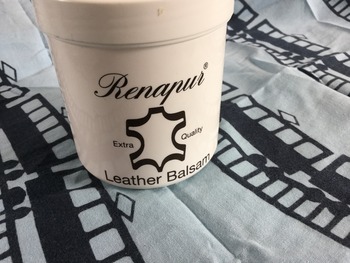 Renapur®
Extra Quality
Leather Balsam